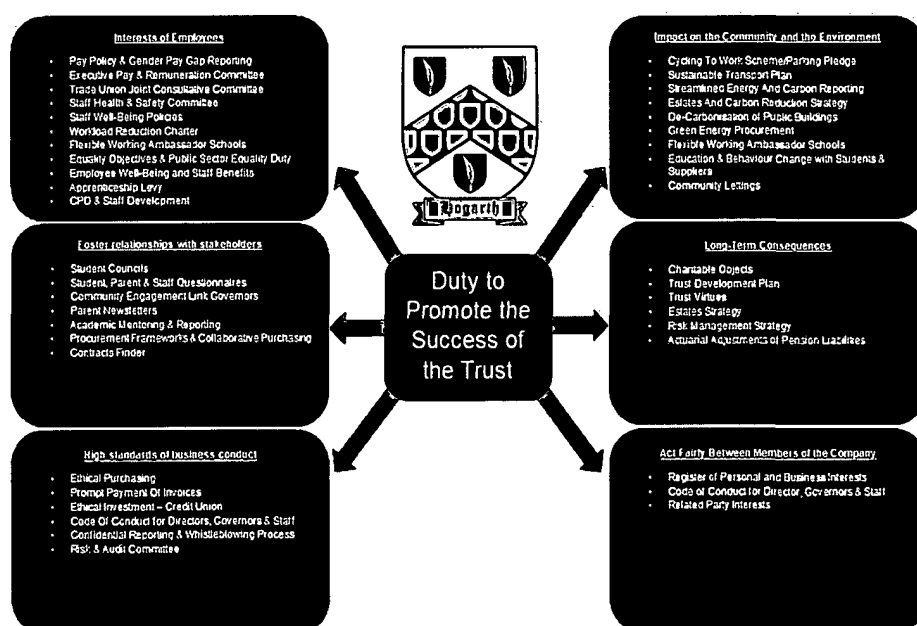 Interests of Employees
Pay Policy & Gender Pay Gap Reporting
Executive Pay & Remuneration Committee
Trade Union Joint Consultative Committee
Staff Health & Safety Committee
Staff Well-Being Policies
Workload Reduction Charter
Flexible Working Ambassador Schools
Equality Objectives & Public Sector Equality Duty
Employee Well-Being and Staff Benefits
Apprenticeship Levy
CPD & Staff Development
Hogarth
Impact on the Community and the Environment
Cycling To Work Scheme/Parking Pledge
Sustainable Transport Plan
Streamlined Energy And Carbon Reporting
Estates And Carbon Reduction Strategy
De-Carbonisation of Public Buildings
Green Energy Procurement
Flexible Working Ambassador Schools
Education & Behaviour Change with Students &
Suppliers
Community Lettings
Foster relationships with stakeholders
Student Councils
Student, Parent & Staff Questionnaires
Community Engagement Link Governors
Parent Newsletters
Academic Mentoring & Reporting
Procurement Frameworks & Collaborative Purchasing
Contracts Finder
Duty to
Promote the
Success of
the Trust
Long-Term Consequences
Charitable Objects
Trust Development Plan
Trust Virtues
Estates Strategy
Risk Management Strategy
Actuarial Adjustments of Pension Liabilities
High standards of business conduct
Ethical Purchasing
Prompt Payment Of Invoices
Ethical Investment – Credit Union
Code Of Conduct for Directors, Governors & Staff
Confidential Reporting & Whistleblowing Process
Risk & Audit Committee
Act Fairly Between Members of the Company
Register of Personal and Business Interests
Code of Conduct for Director, Governors & Staff
Related Party Interests